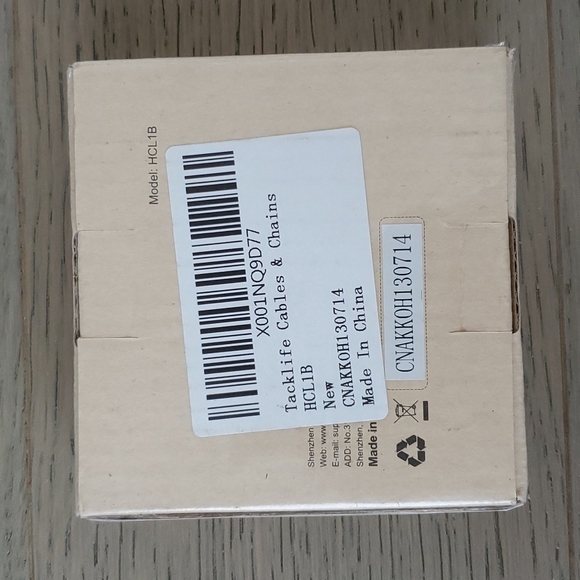 Model: HCL1B
X001NQ9D77
Tacklife Cables & Chains
HCL1B
New
CNAKKOH130714
Made In China
CNAKKOH130714
Shenzhen
Web: www
E-mail: sup
ADD: No.3
Shenzhen,
Made in